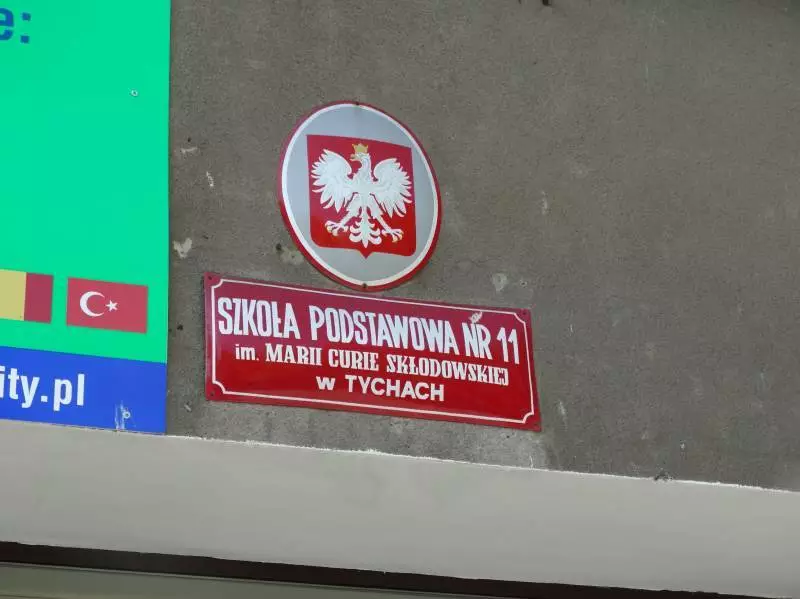 e:
ity.pl
SZKOŁA PODSTAWOWA NR 11
im. MARII CURIE SKŁODOWSKIEJ
w TYCHACH